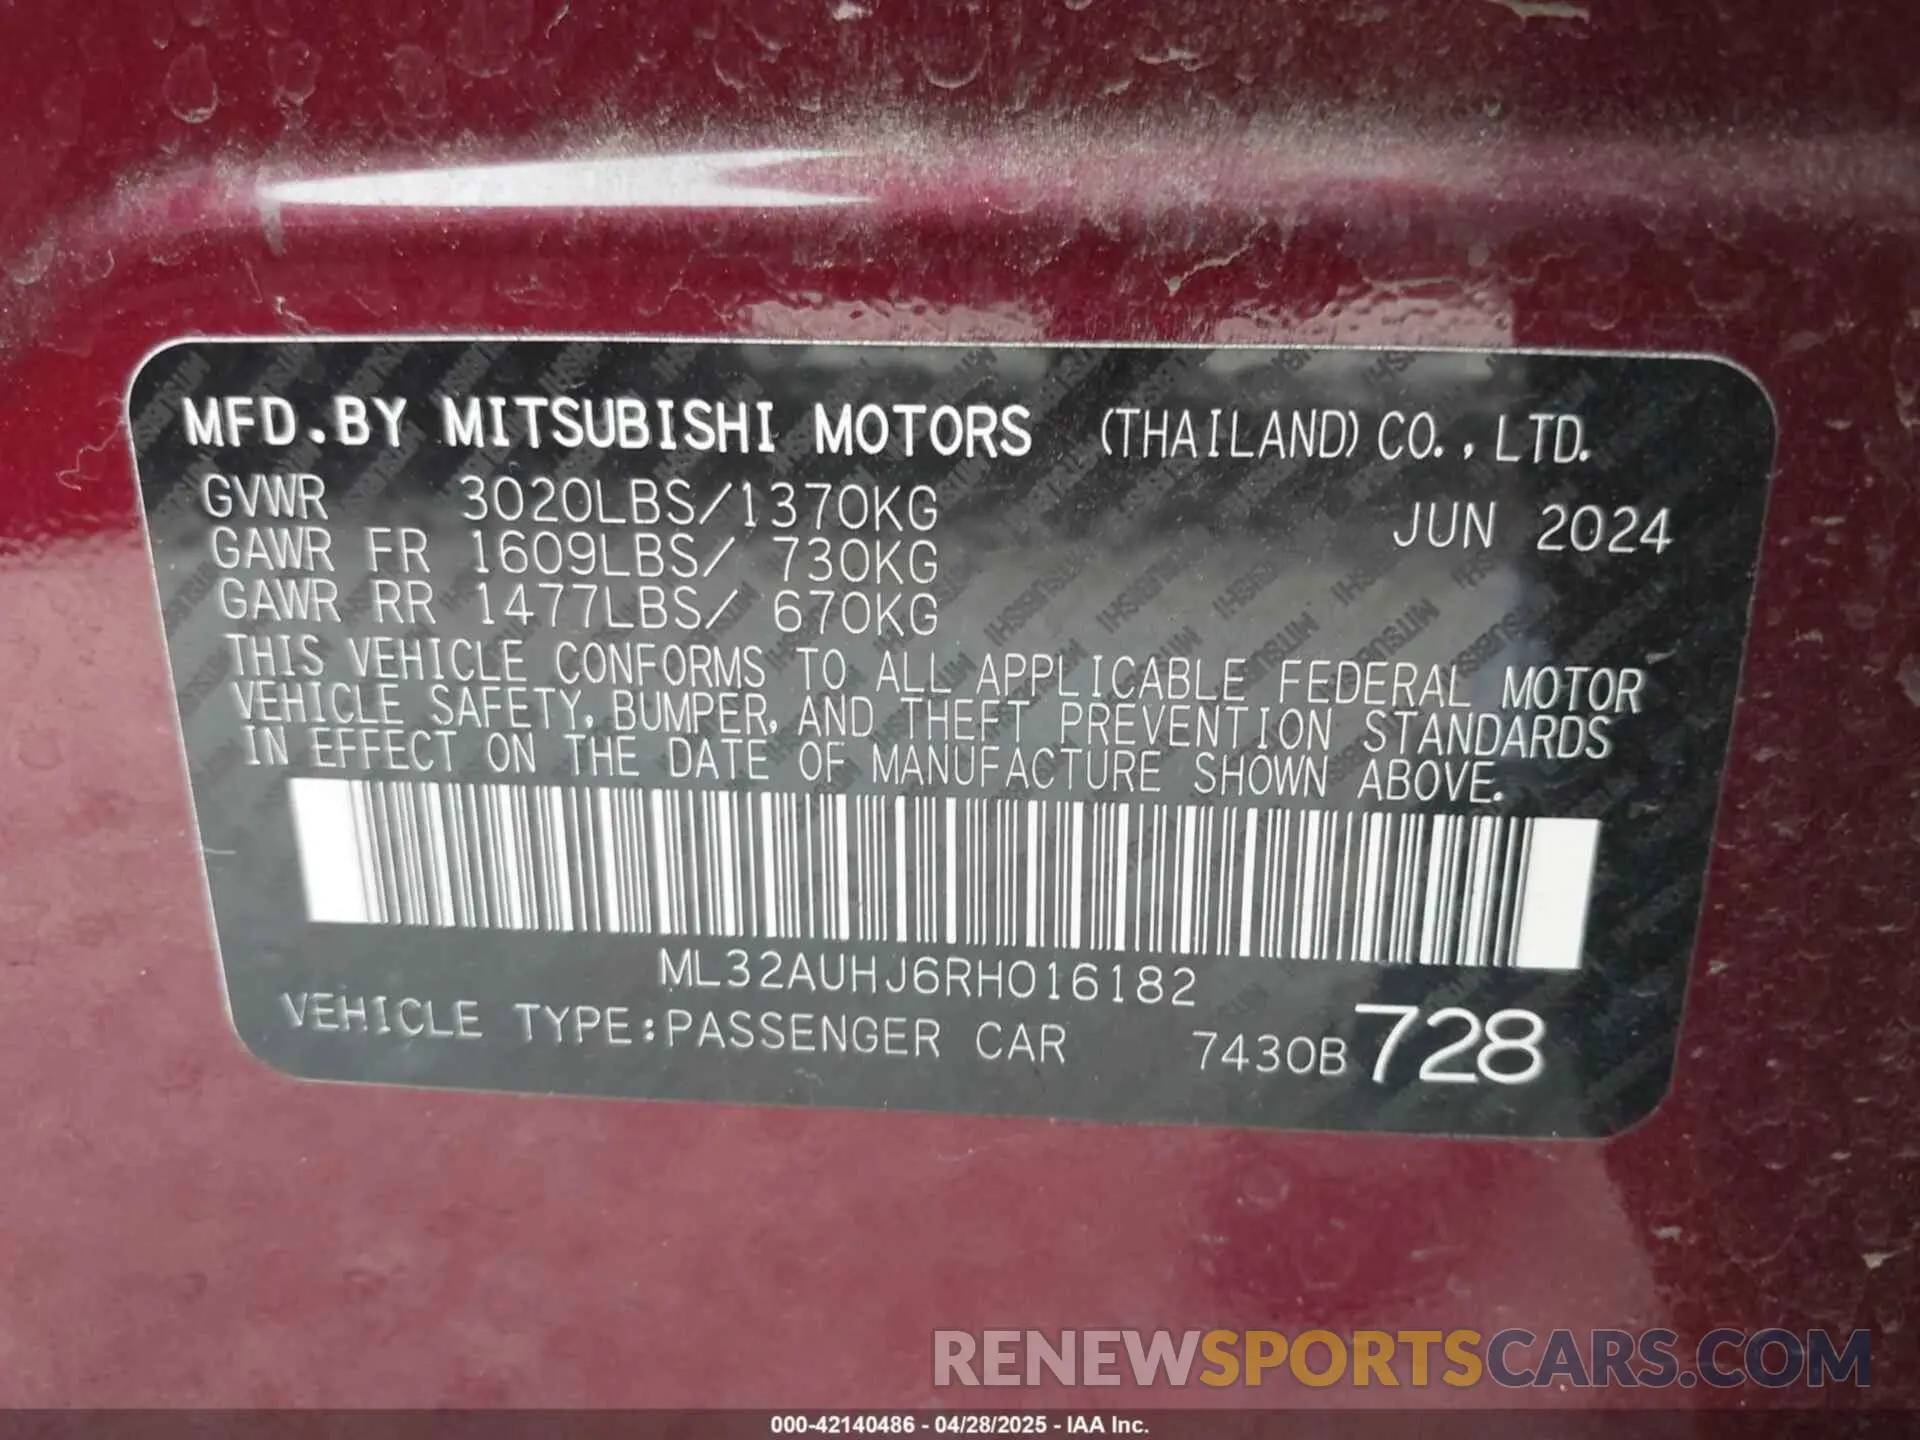 MFD.BY MITSUBISHI MOTORS (THAILAND) CO., LTD.
GVWR 3020LBS/1370KG JUN 2024
GAWR FR 1609LBS/ 730KG
GAWR RR 1477LBS/ 670KG
THIS VEHICLE CONFORMS TO ALL APPLICABLE FEDERAL MOTOR
VEHICLE SAFETY, BUMPER, AND THEFT PREVENTION STANDARDS
IN EFFECT ON THE DATE OF MANUFACTURE SHOWN ABOVE.
ML32AUHJ6RH016182
VEHICLE TYPE:PASSENGER CAR 7430B 728
RENEWSPORTSCARS.COM
000-42140486 - 04/28/2025 - IAA Inc.